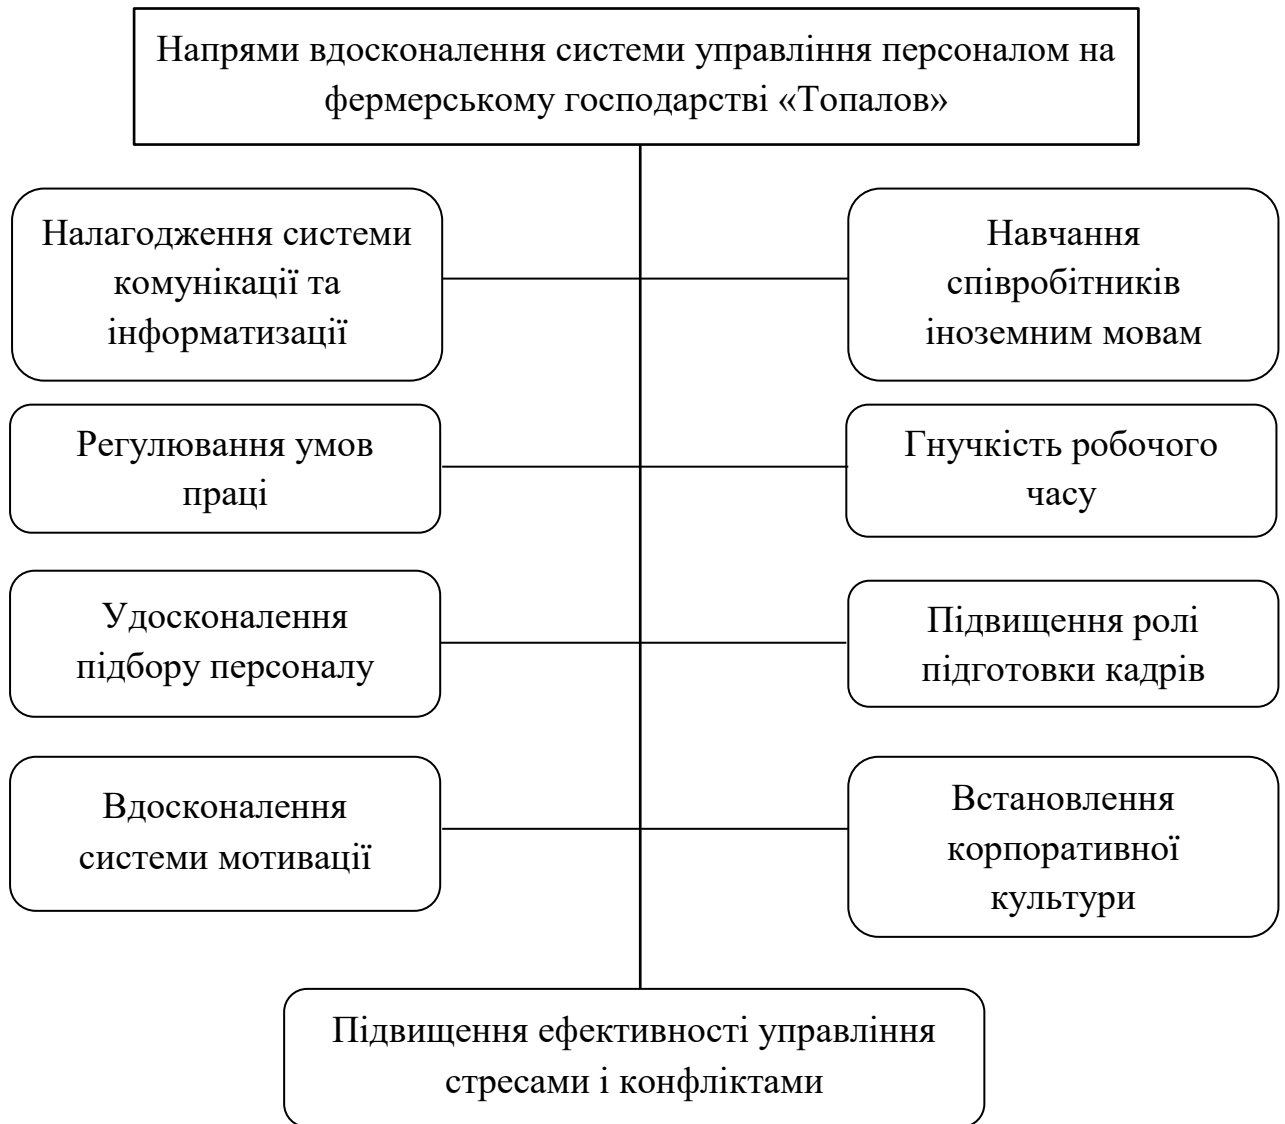 Напрями вдосконалення системи управління персоналом на
фермерському господарстві «Топалов»
Налагодження системи
комунікації та
інформатизації
Навчання
співробітників
іноземним мовам
Регулювання умов
праці
Гнучкість робочого
часу
Удосконалення
підбору персоналу
Підвищення ролі
підготовки кадрів
Вдосконалення
системи мотивації
Встановлення
корпоративної
культури
Підвищення ефективності управління
стресами і конфліктами